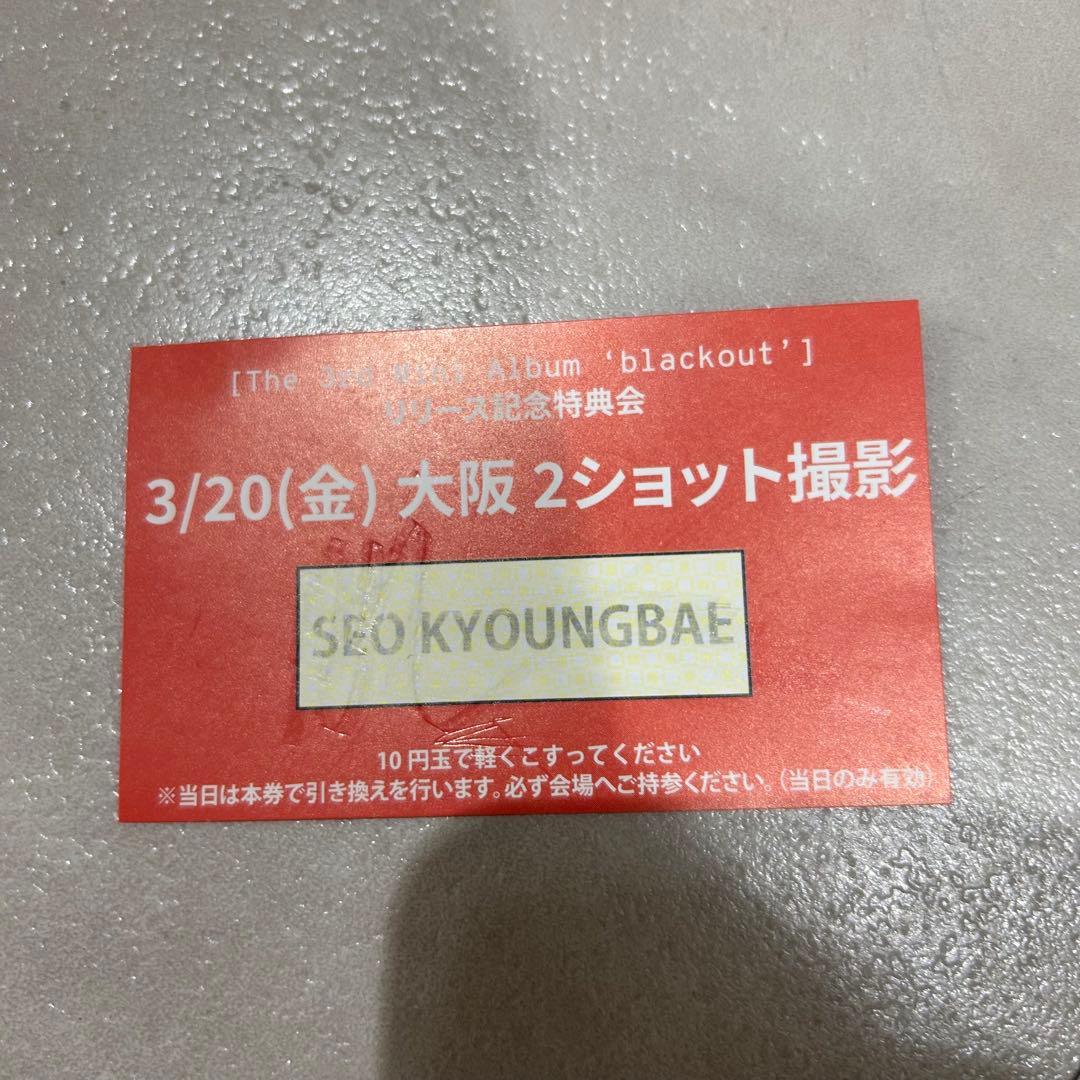 [The 3rd Mini Album ‘blackout’]
リリース記念特典会
3/20(金) 大阪 2ショット撮影
SEO KYOUNGBAE
10円玉で軽くこすってください
※当日は本券で引き換えを行います。必ず会場へご持参ください。(当日のみ有効)